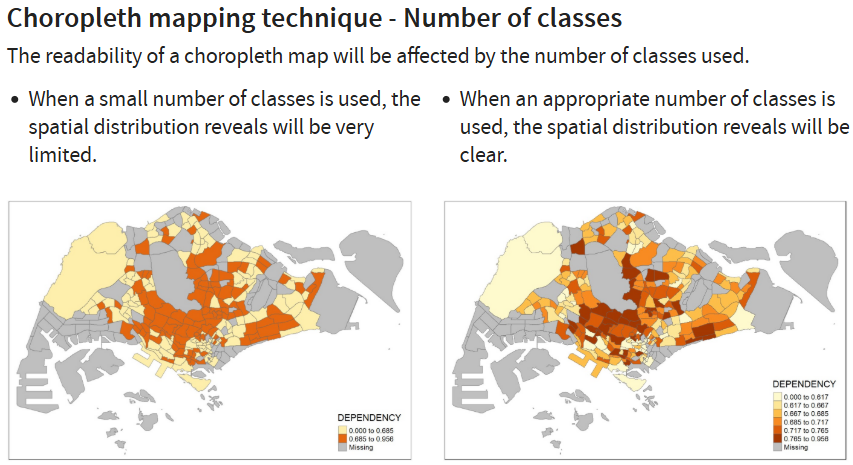 Choropleth mapping technique - Number of classes
The readability of a choropleth map will be affected by the number of classes used.
• When a small number of classes is used, the
spatial distribution reveals will be very
limited.
• When an appropriate number of classes is
used, the spatial distribution reveals will be
clear.
DEPENDENCY
0.000 to 0.685
0.685 to 0.956
Missing
DEPENDENCY
0.000 to 0.617
0.617 to 0.667
0.667 to 0.685
0.685 to 0.717
0.717 to 0.765
0.765 to 0.956
Missing